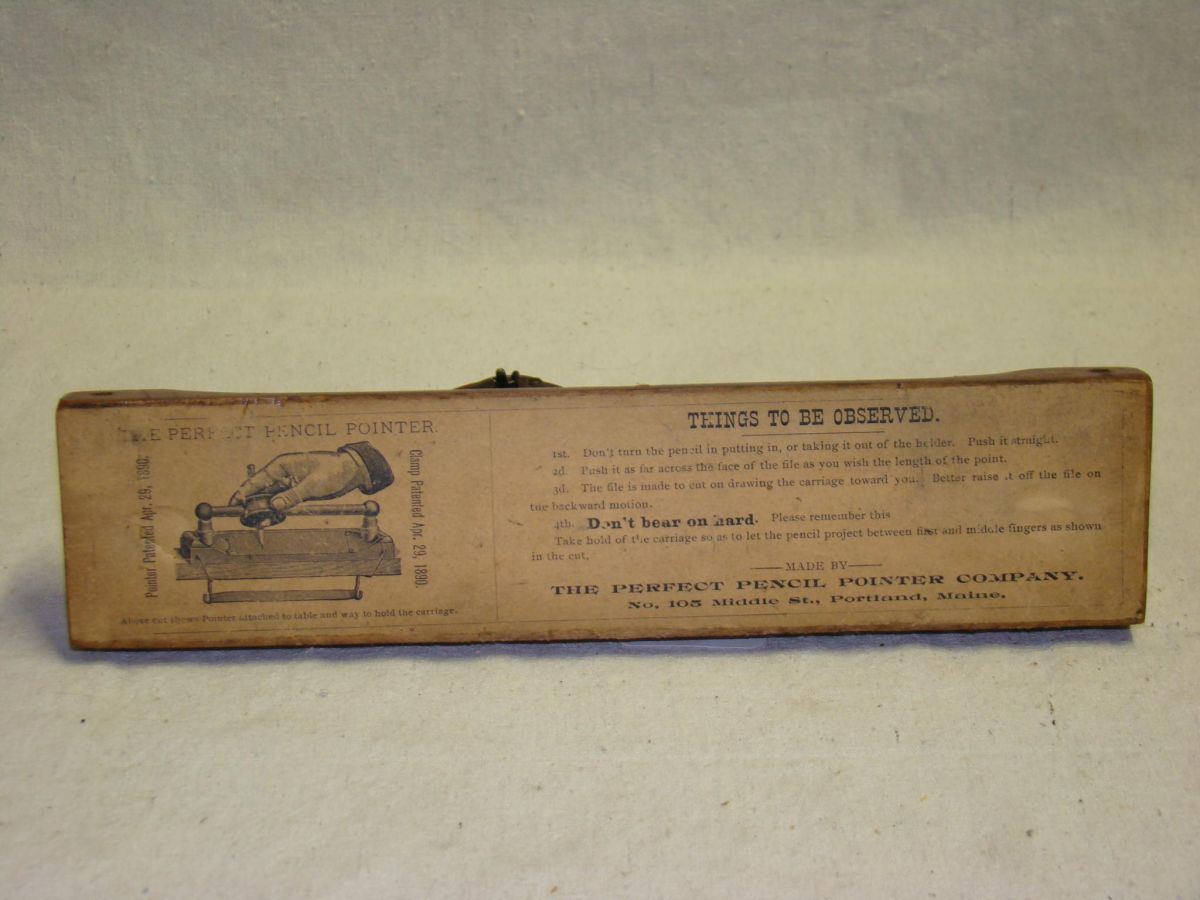 THE PERFECT PENCIL POINTER.
Pointer Patented Apr. 29, 1890.
Clamp Patented Apr. 29, 1890
Above cut shows Pointer attached to table and way to hold the carriage.
THINGS TO BE OBSERVED.
1st. Don't turn the pencil in putting in, or taking it out of the holder. Push it straight.
2d. Push it as far across the face of the file as you wish the length of the point.
3d. The file is made to cut on drawing the carriage toward you. Better raise it off the file on
the backward motion.
4th. Don't bear on hard. Please remember this
Take hold of the carriage so as to let the pencil project between first and middle fingers as shown
in the cut.
MADE BY
THE PERFECT PENCIL POINTER COMPANY.
No. 105 Middle St., Portland, Maine.